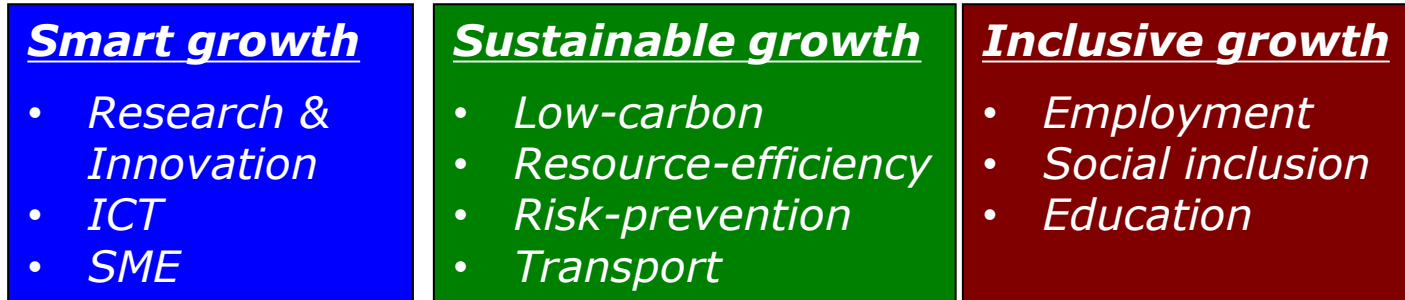 Smart growth
• Research &
Innovation
• ICT
• SME
Sustainable growth
• Low-carbon
• Resource-efficiency
• Risk-prevention
• Transport
Inclusive growth
• Employment
• Social inclusion
• Education